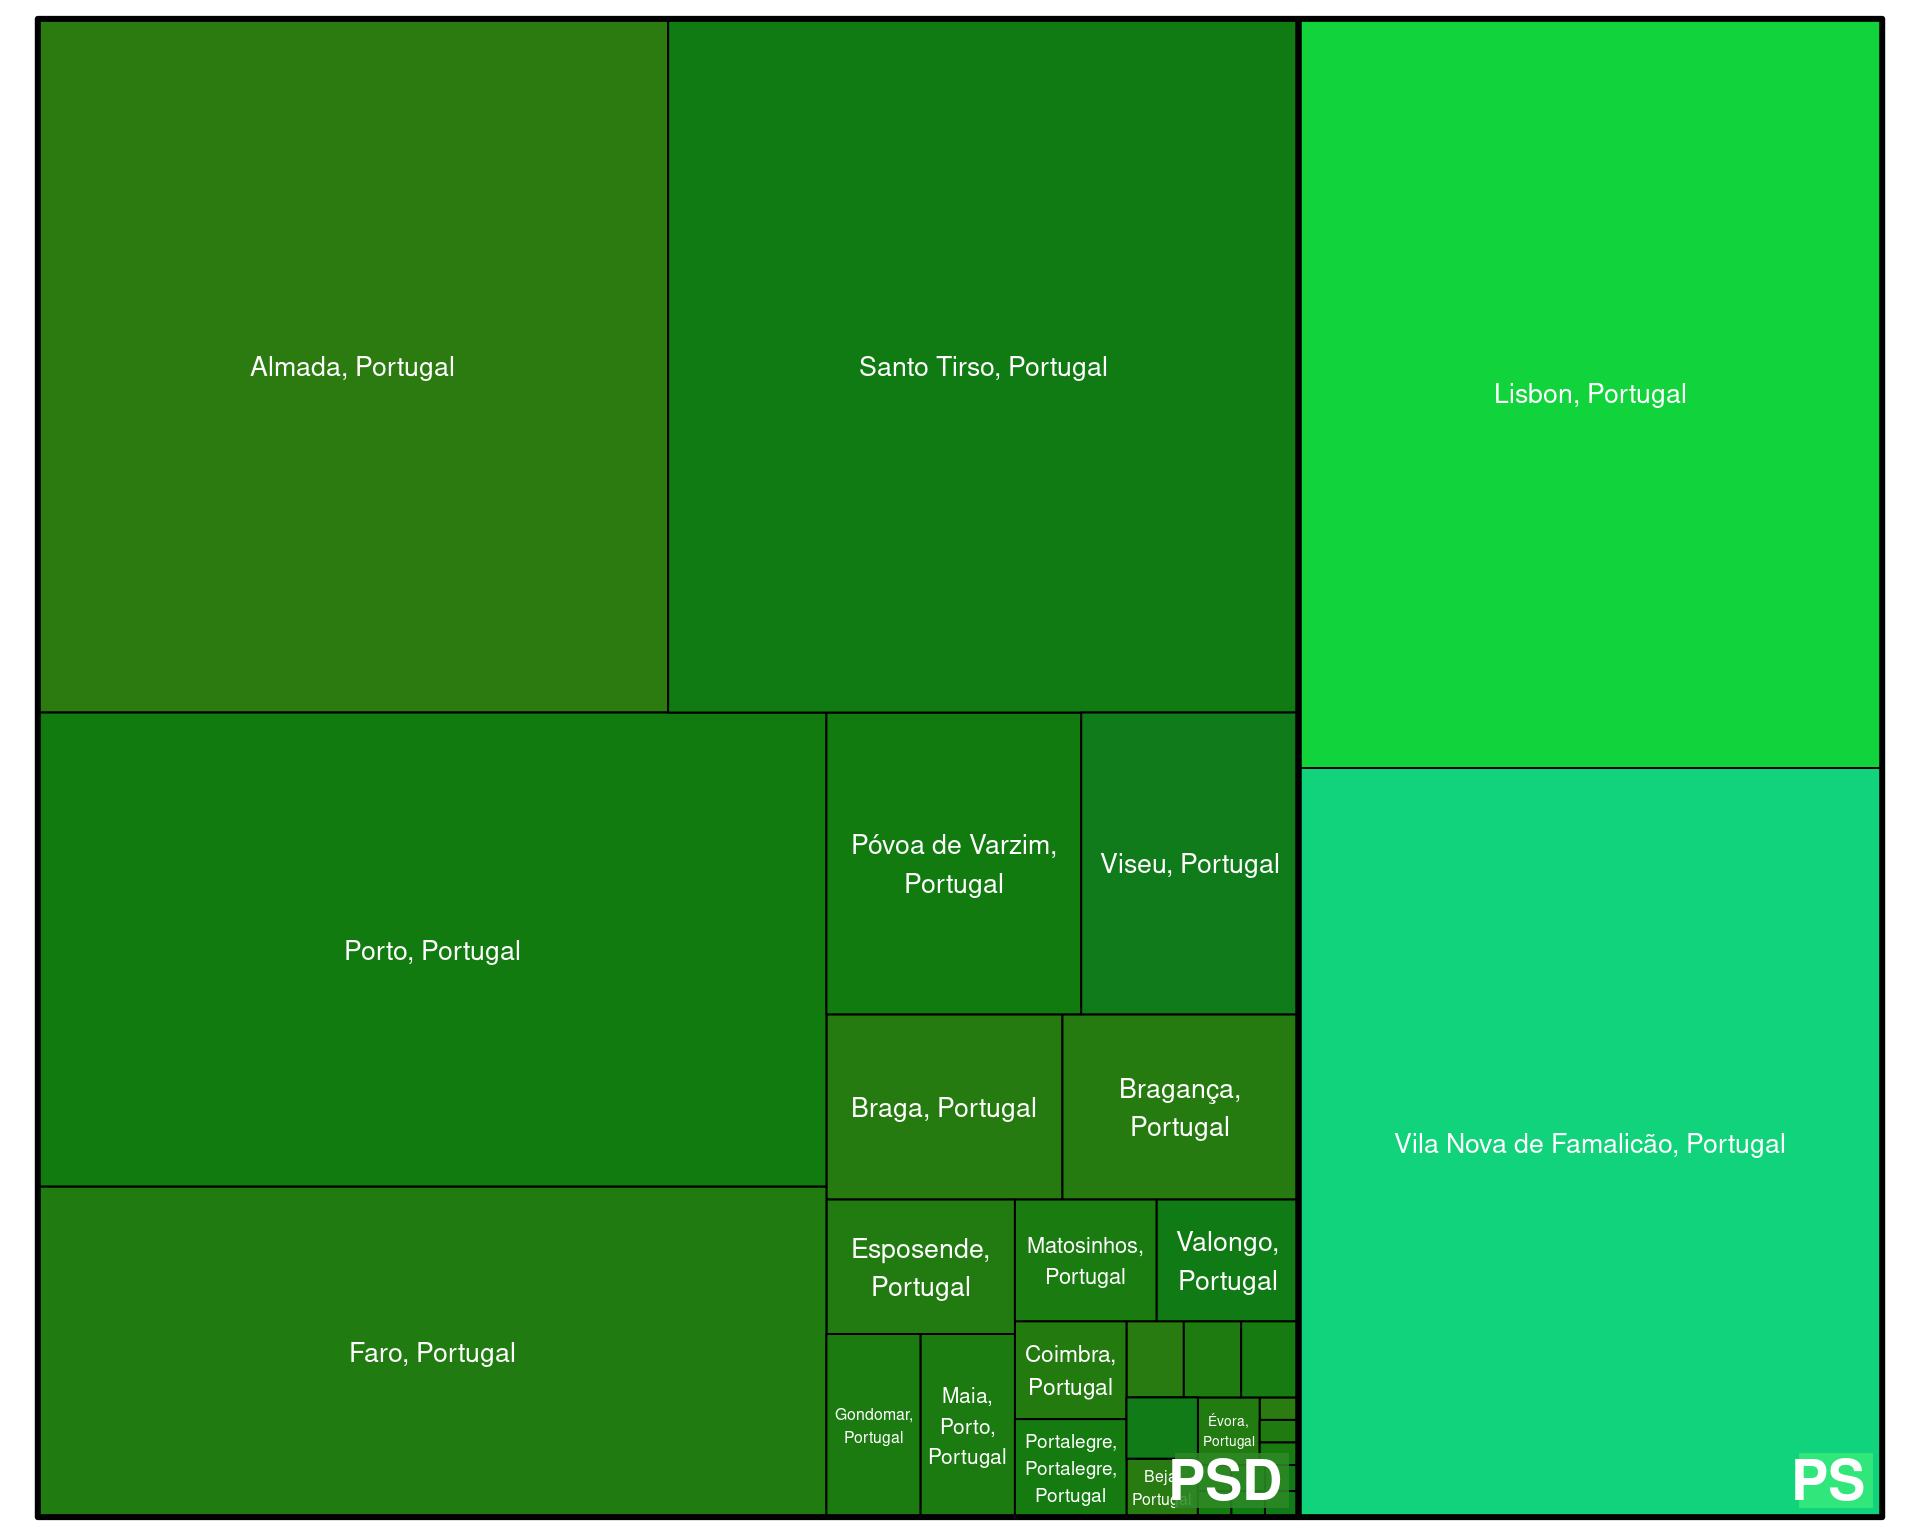 Almada, Portugal
Santo Tirso, Portugal
Lisbon, Portugal
Porto, Portugal
Póvoa de Varzim,
Portugal
Viseu, Portugal
Braga, Portugal
Bragança,
Portugal
Vila Nova de Famalicão, Portugal
Faro, Portugal
Esposende,
Portugal
Matosinhos,
Portugal
Valongo,
Portugal
Gondomar,
Portugal
Maia,
Porto,
Portugal
Coimbra,
Portugal
Portalegre,
Portalegre,
Portugal
Évora,
Portugal
Beja
Portugal
PSD
PS